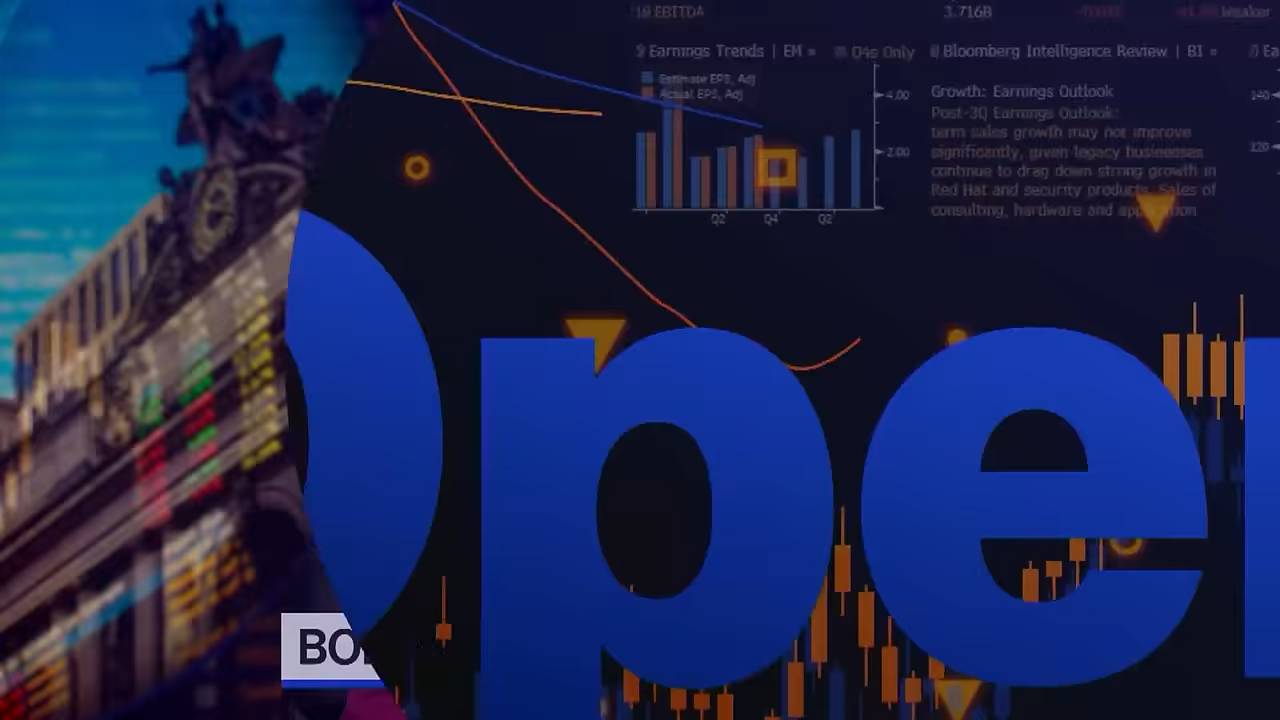 EBITDA
3.716B
Weaker
Earnings Trends | EM »
Q4s Only
Bloomberg Intelligence Review | BI »
Ea
Estimate EPS, Adj
Actual EPS, Adj
4.00
2.00
Q2
Q4
Q2
Growth: Earnings Outlook
Post-3Q Earnings Outlook:
term sales growth may not improve
significantly, given legacy businesses
continue to drag down strong growth in
Red Hat and security products. Sales of
consulting, hardware and application
140
120
Ope
BO